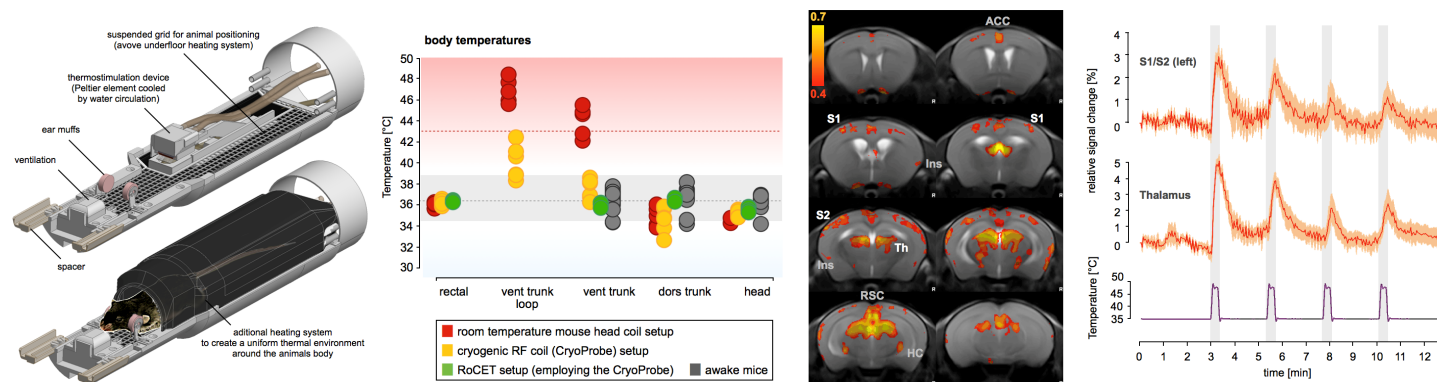 suspended grid for animal positioning
(avove underfloor heating system)
thermostimulation device
(Peltier element cooled
by water circulation)
ear muffs
ventilation
spacer
aditional heating system
to create a uniform thermal environment
around the animals body
body temperatures
Temperature [°C]
50
48
46
44
42
40
38
36
34
32
30
rectal
vent trunk
loop
vent trunk
dors trunk
head
room temperature mouse head coil setup
cryogenic RF coil (CryoProbe) setup
RoCET setup (employing the CryoProbe)
awake mice
0.7
0.4
ACC
R
R
S1
S1
Ins
R
R
S2
Th
Ins
R
R
RSC
HC
R
R
relative signal change [%]
4
3
2
1
0
S1/S2 (left)
5
4
3
2
1
0
Thalamus
Temperature [°C]
50
45
40
35
0 1 2 3 4 5 6 7 8 9 10 11 12
time [min]